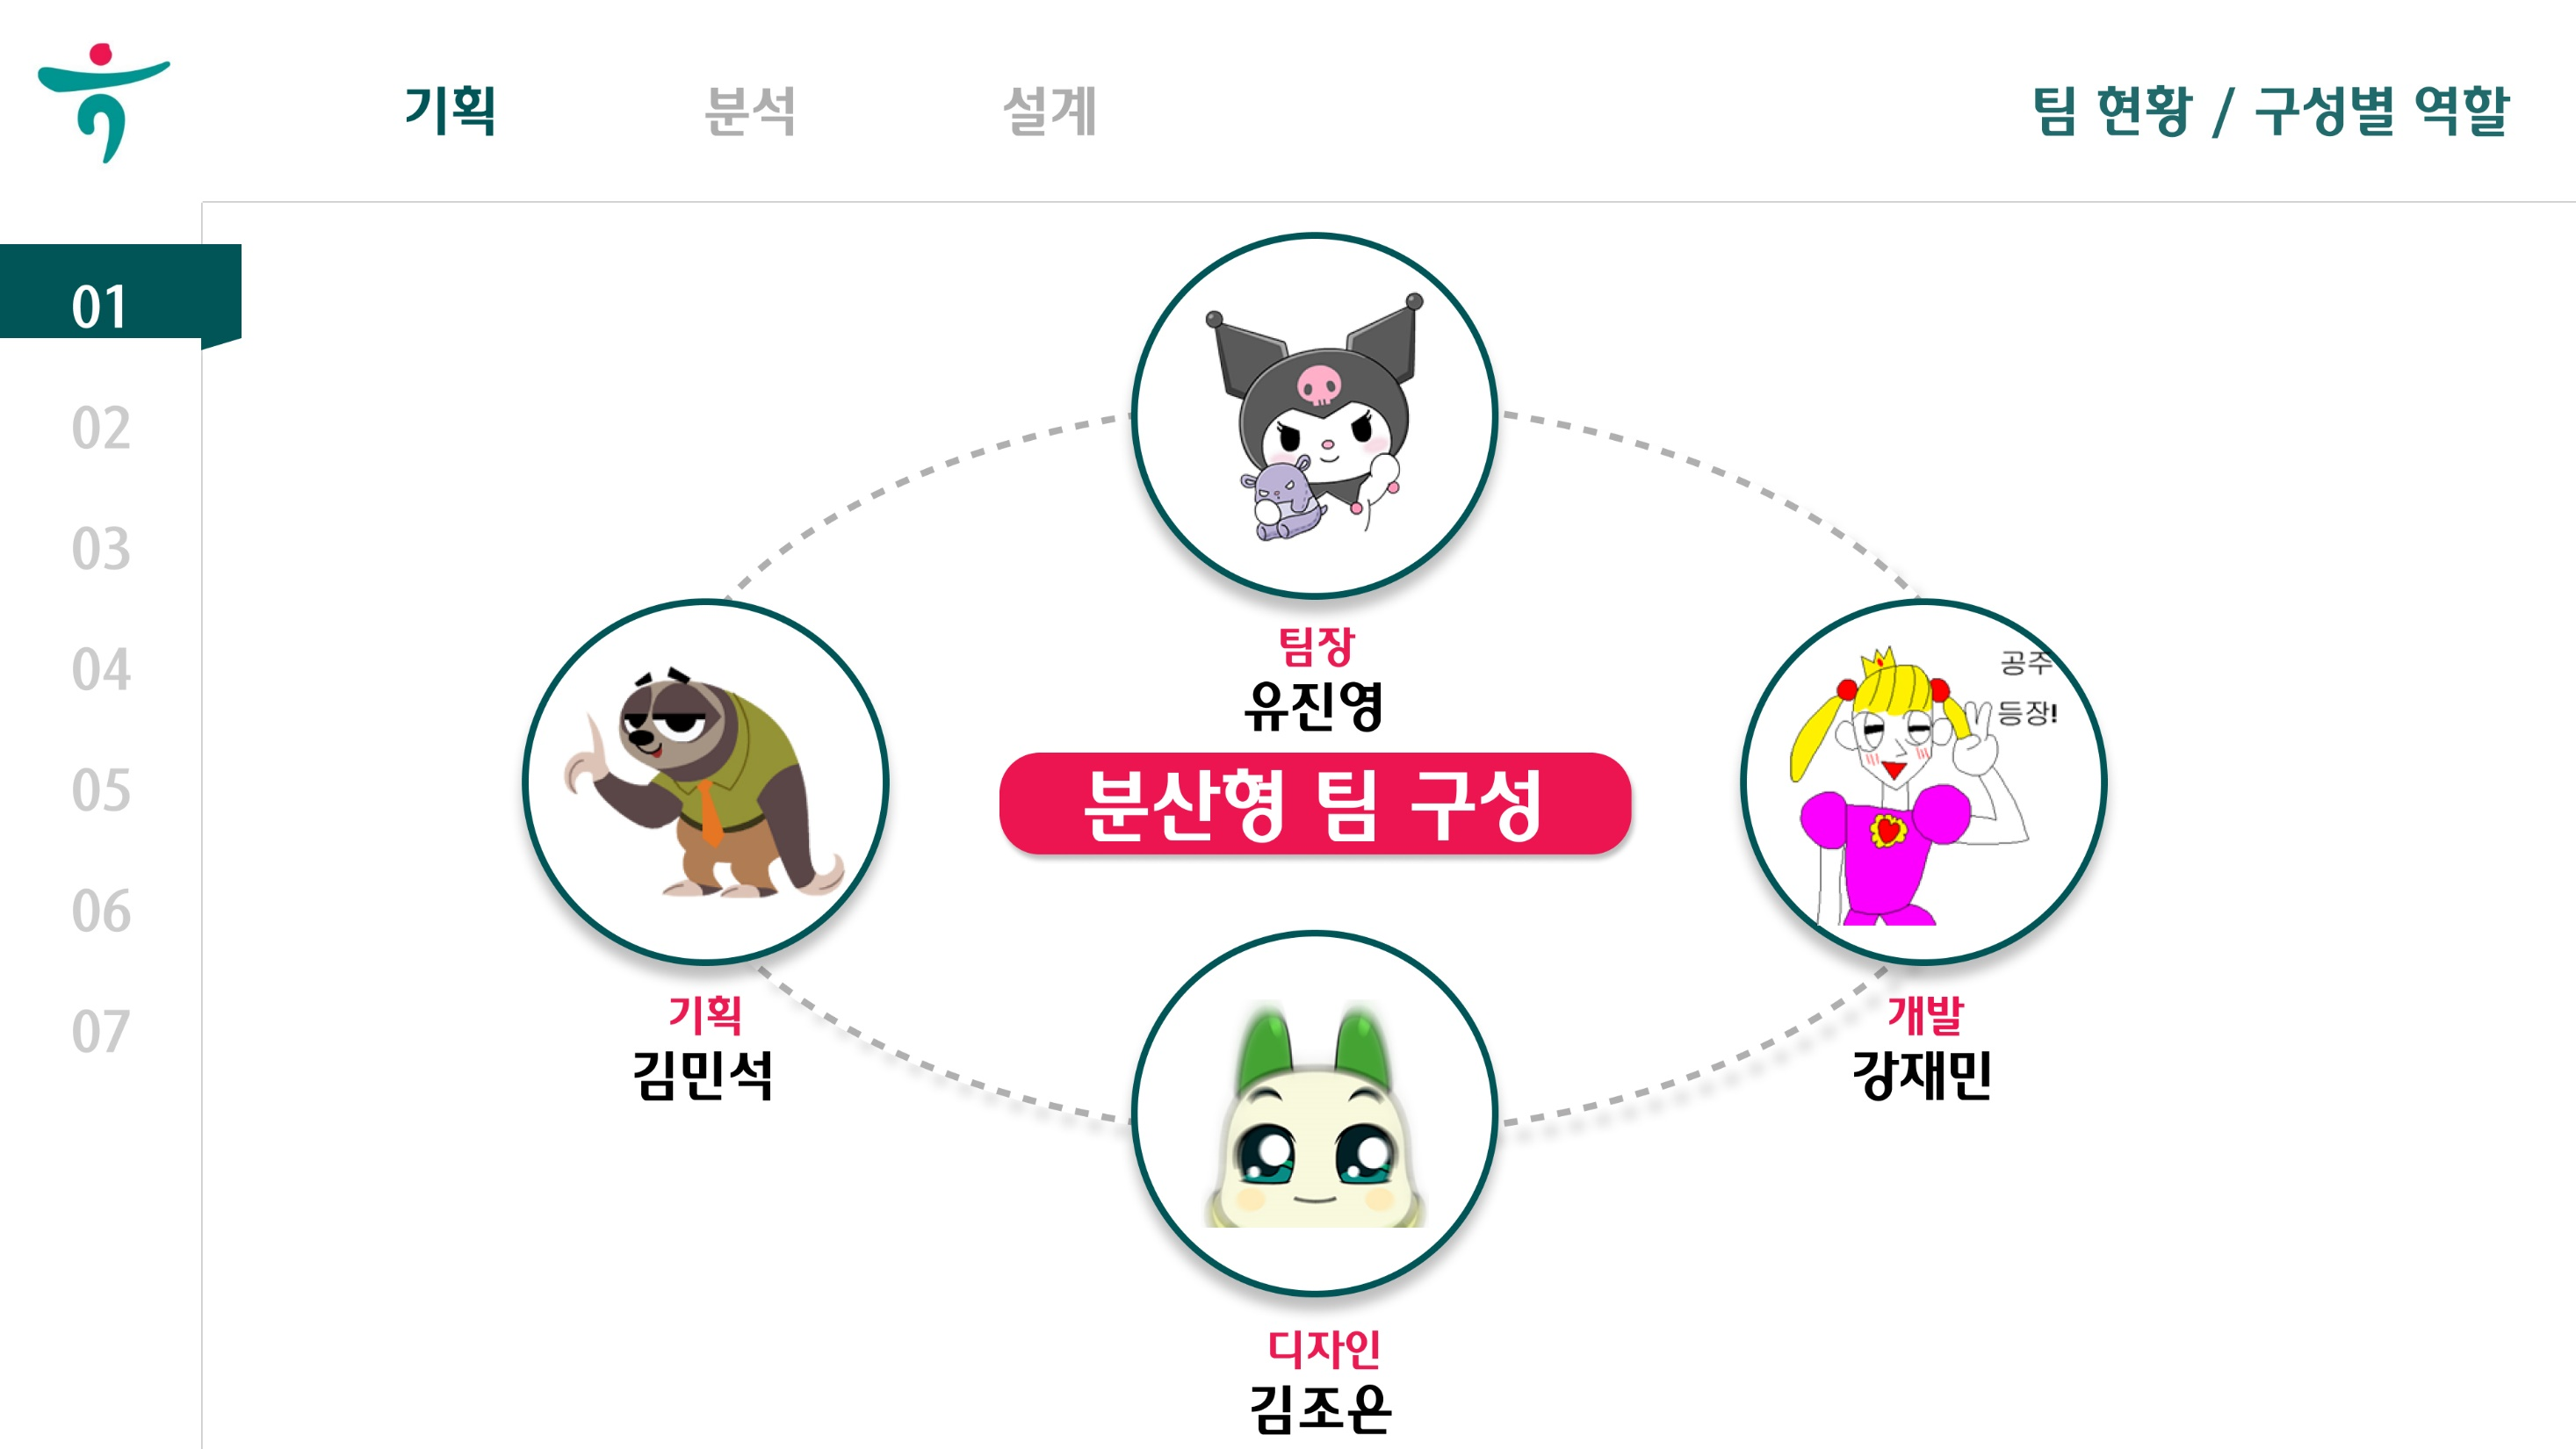 기획 분석 설계 팀 현황 / 구성별 역할
01
02
03
04
05
06
07
팀장
유진영
공주
등장!
분산형 팀 구성
기획
김민석
개발
강재민
디자인
김조은